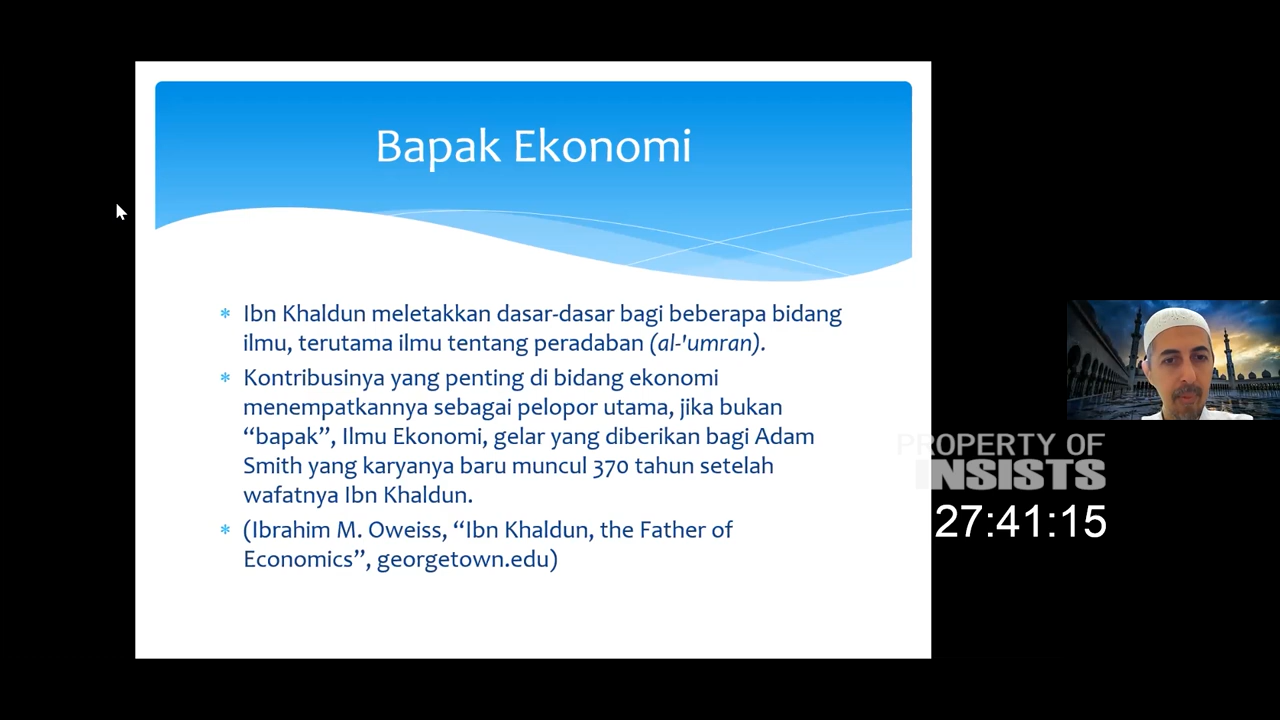 Bapak Ekonomi
* Ibn Khaldun meletakkan dasar-dasar bagi beberapa bidang
ilmu, terutama ilmu tentang peradaban (al-'umran).
* Kontribusinya yang penting di bidang ekonomi
menempatkannya sebagai pelopor utama, jika bukan
“bapak”, Ilmu Ekonomi, gelar yang diberikan bagi Adam
Smith yang karyanya baru muncul 370 tahun setelah
wafatnya Ibn Khaldun.
* (Ibrahim M. Oweiss, “Ibn Khaldun, the Father of
Economics”, georgetown.edu)
PROPERTY OF
INSISTS
27:41:15